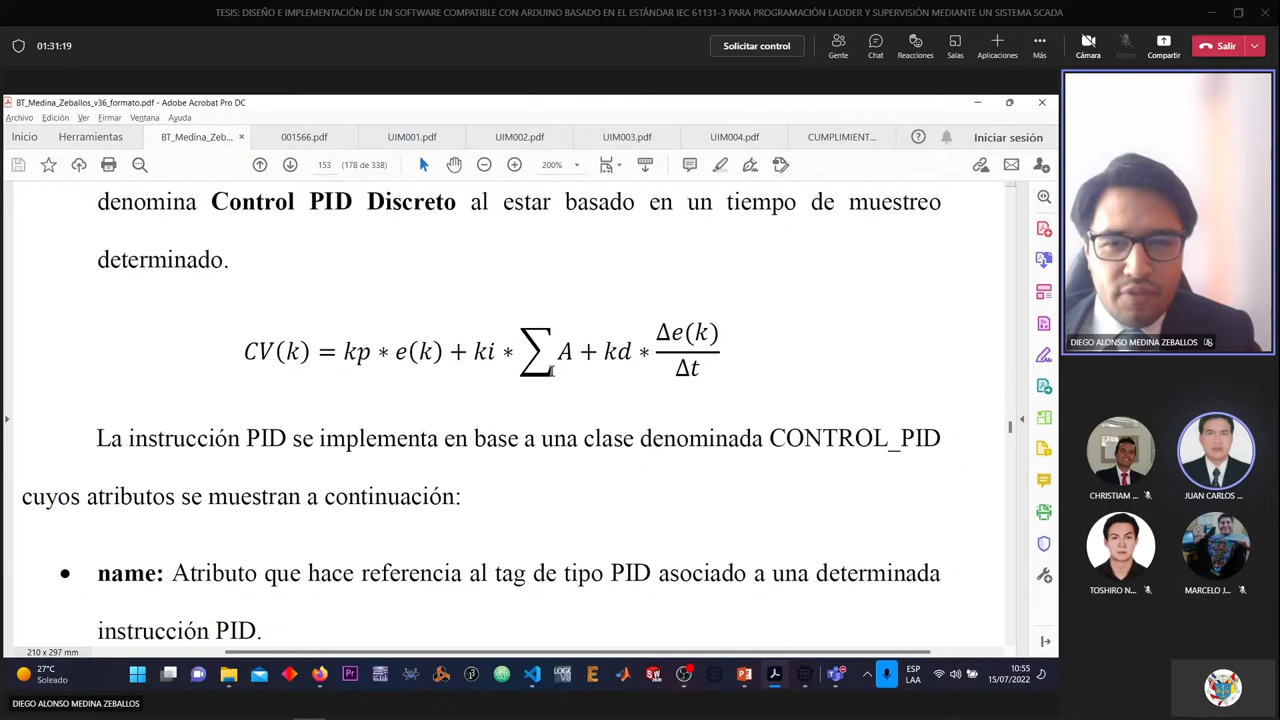 TESIS: DISEÑO E IMPLEMENTACIÓN DE UN SOFTWARE COMPATIBLE CON ARDUINO BASADO EN EL ESTÁNDAR IEC 61131-3 PARA PROGRAMACIÓN LADDER Y SUPERVISIÓN MEDIANTE UN SISTEMA SCADA
01:31:19
Solicitar control
Gente Chat Reacciones Salas Aplicaciones Más Cámara Micro Compartir Salir
BT_Medina_Zeballos_v36_formato.pdf - Adobe Acrobat Pro DC
Archivo Edición Ver Firmar Ventana Ayuda
Inicio Herramientas BT_Medina_Zeb... 001566.pdf UIM001.pdf UIM002.pdf UIM003.pdf UIM004.pdf CUMPLIMIENT... Iniciar sesión
153 (178 de 338) 200%
denomina Control PID Discreto al estar basado en un tiempo de muestreo
determinado.
CV(k) = kp ∗ e(k) + ki ∗ ∑ A + kd ∗ Δe(k)/Δt
La instrucción PID se implementa en base a una clase denominada CONTROL_PID
cuyos atributos se muestran a continuación:
• name: Atributo que hace referencia al tag de tipo PID asociado a una determinada
instrucción PID.
210 x 297 mm
DIEGO ALONSO MEDINA ZEBALLOS
CHRISTIAM ... JUAN CARLOS ...
TOSHIRO N... MARCELO J...
27°C
Soleado
ESP
LAA
10:55
15/07/2022
DIEGO ALONSO MEDINA ZEBALLOS